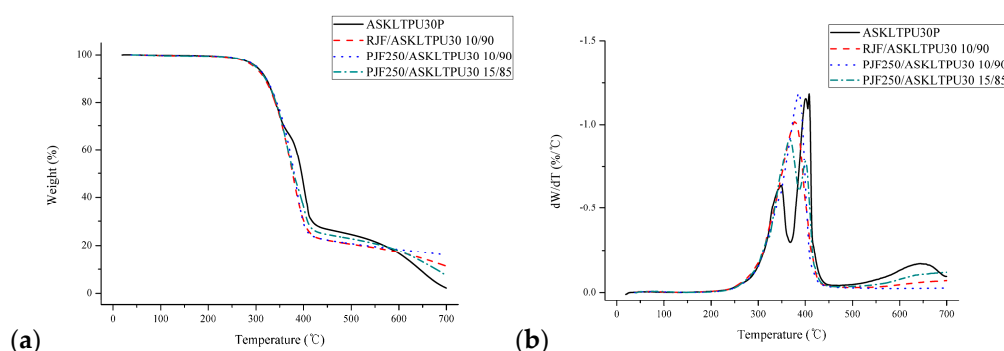 ASKLTPU30P
RJF/ASKLTPU30 10/90
PJF250/ASKLTPU30 10/90
PJF250/ASKLTPU30 15/85
100
80
60
40
20
0
Weight (%)
0 100 200 300 400 500 600 700
Temperature (℃)
(a)
ASKLTPU30P
RJF/ASKLTPU30 10/90
PJF250/ASKLTPU30 10/90
PJF250/ASKLTPU30 15/85
-1.5
-1.0
-0.5
0.0
dW/dT (%/℃)
0 100 200 300 400 500 600 700
Temperature (℃)
(b)